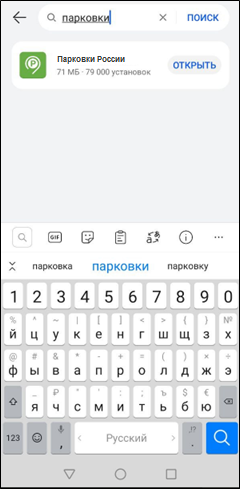 парковки ПОИСК
Парковки России
71 МБ · 79 000 установок
ОТКРЫТЬ
GIF
парковка парковки парковку
1 2 3 4 5 6 7 8 9 0
й ц у к е н г ш щ з х
ф ы в а п р о л д ж э
я ч с м и т ь б ю
123 , Русский .